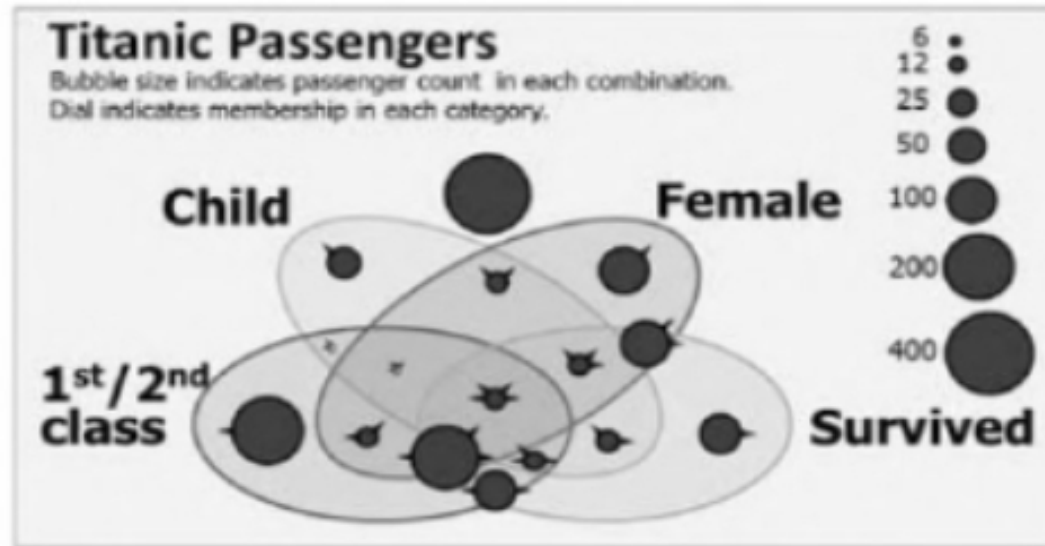 Titanic Passengers
Bubble size indicates passenger count in each combination.
Dial indicates membership in each category.
6
12
25
50
100
200
400
Child
Female
1st/2nd
class
Survived